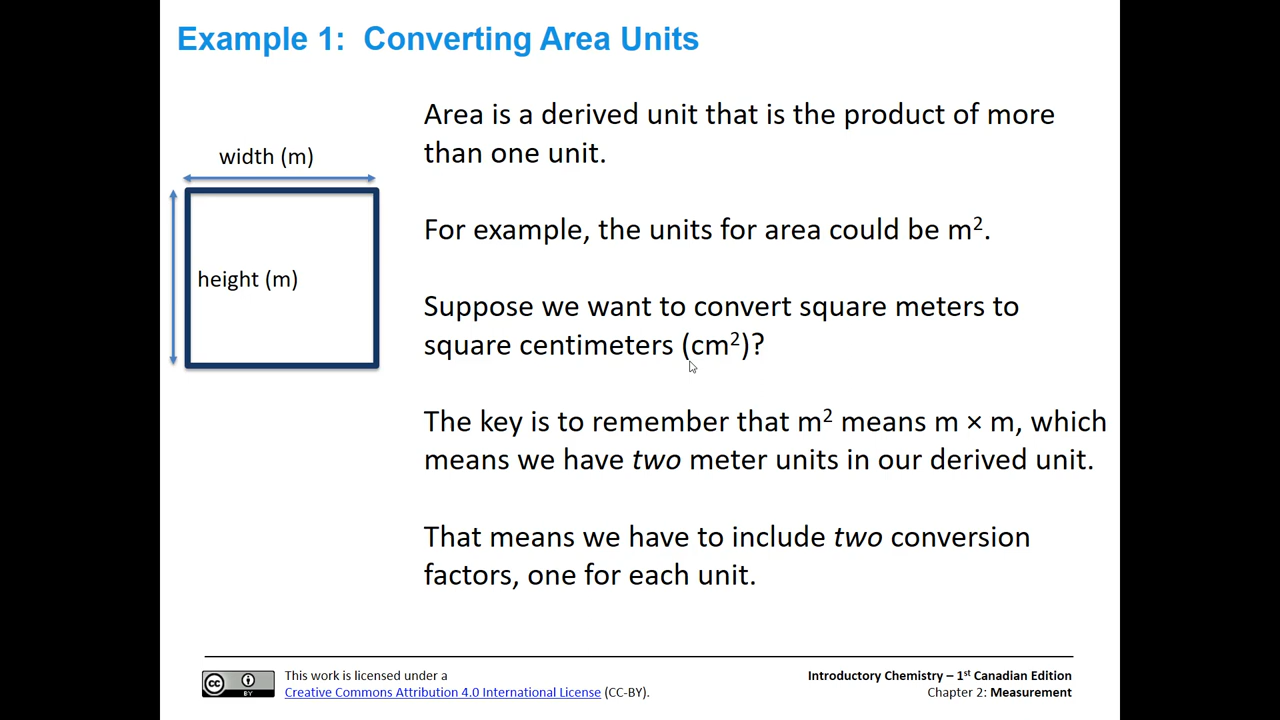 Example 1:  Converting Area Units
width (m)
height (m)
Area is a derived unit that is the product of more
than one unit.
For example, the units for area could be m².
Suppose we want to convert square meters to
square centimeters (cm²)?
The key is to remember that m² means m × m, which
means we have two meter units in our derived unit.
That means we have to include two conversion
factors, one for each unit.
cc
BY
This work is licensed under a
Creative Commons Attribution 4.0 International License (CC-BY).
Introductory Chemistry – 1st Canadian Edition
Chapter 2: Measurement